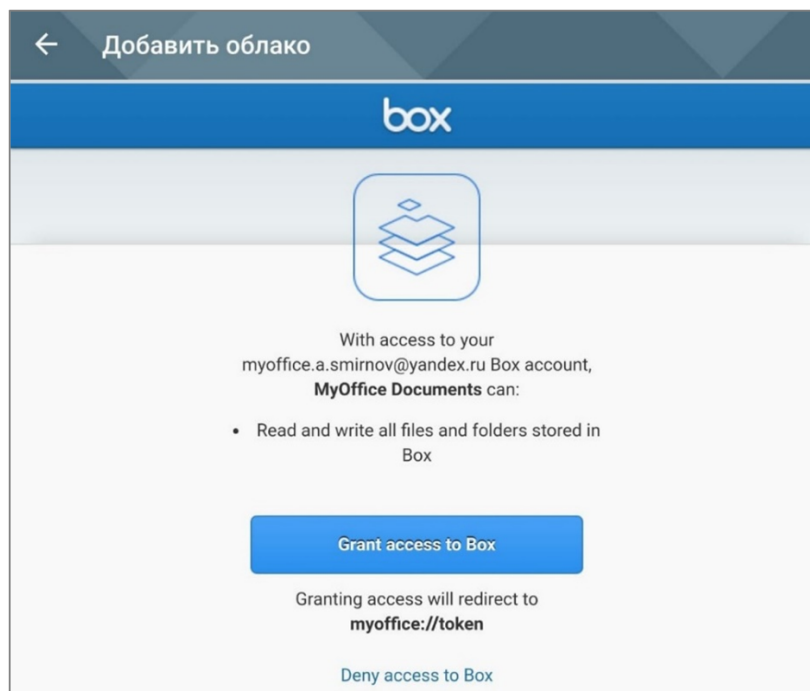 Добавить облако
box
With access to your
myoffice.a.smirnov@yandex.ru Box account,
MyOffice Documents can:
• Read and write all files and folders stored in
Box
Grant access to Box
Granting access will redirect to
myoffice://token
Deny access to Box